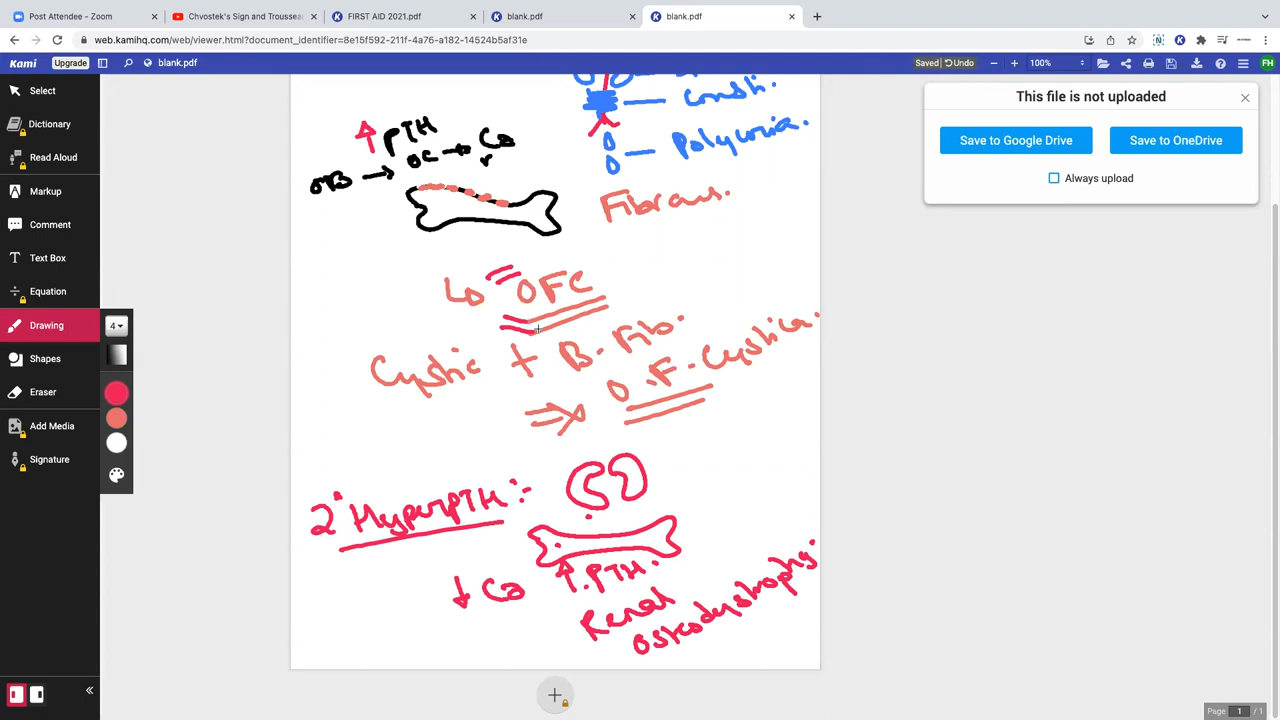 Post Attendee - Zoom
Chvostek's Sign and Trousseau
FIRST AID 2021.pdf
blank.pdf
blank.pdf
web.kamihq.com/web/viewer.html?document_identifier=8e15f592-211f-4a76-a182-14524b5af31e
Kami
Upgrade
blank.pdf
Saved
Undo
100%
FH
Select
Dictionary
Read Aloud
Markup
Comment
Text Box
Equation
Drawing
4
Shapes
Eraser
Add Media
Signature
This file is not uploaded
Save to Google Drive
Save to OneDrive
Always upload
Consti.
Polyuria.
↑ PTH
OB → OC → Ca
Fibrous.
OFC
Cystic + B. Fib.
⇒ O.F. Cystica.
2° HyperPTH :-
↑.PTH.
↓ Ca
Renal
Osteodystrophy.
Page 1 / 1